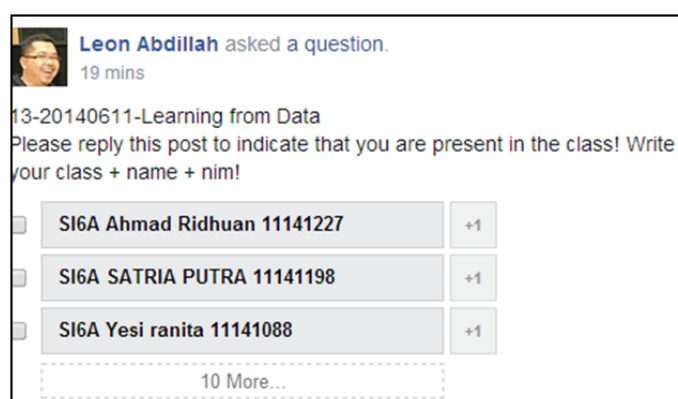 Leon Abdillah asked a question.
19 mins
13-20140611-Learning from Data
Please reply this post to indicate that you are present in the class! Write
your class + name + nim!
SI6A Ahmad Ridhuan 11141227 +1
SI6A SATRIA PUTRA 11141198 +1
SI6A Yesi ranita 11141088 +1
10 More...